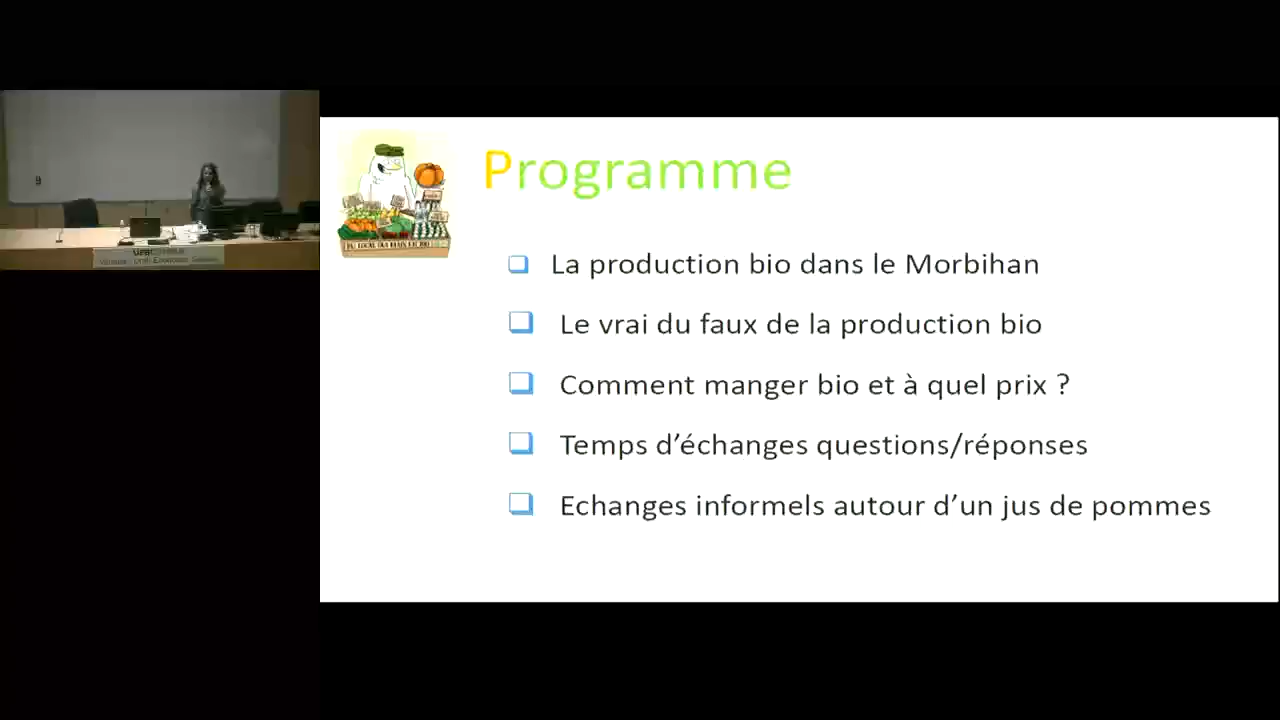 Programme
La production bio dans le Morbihan
Le vrai du faux de la production bio
Comment manger bio et à quel prix ?
Temps d’échanges questions/réponses
Echanges informels autour d’un jus de pommes